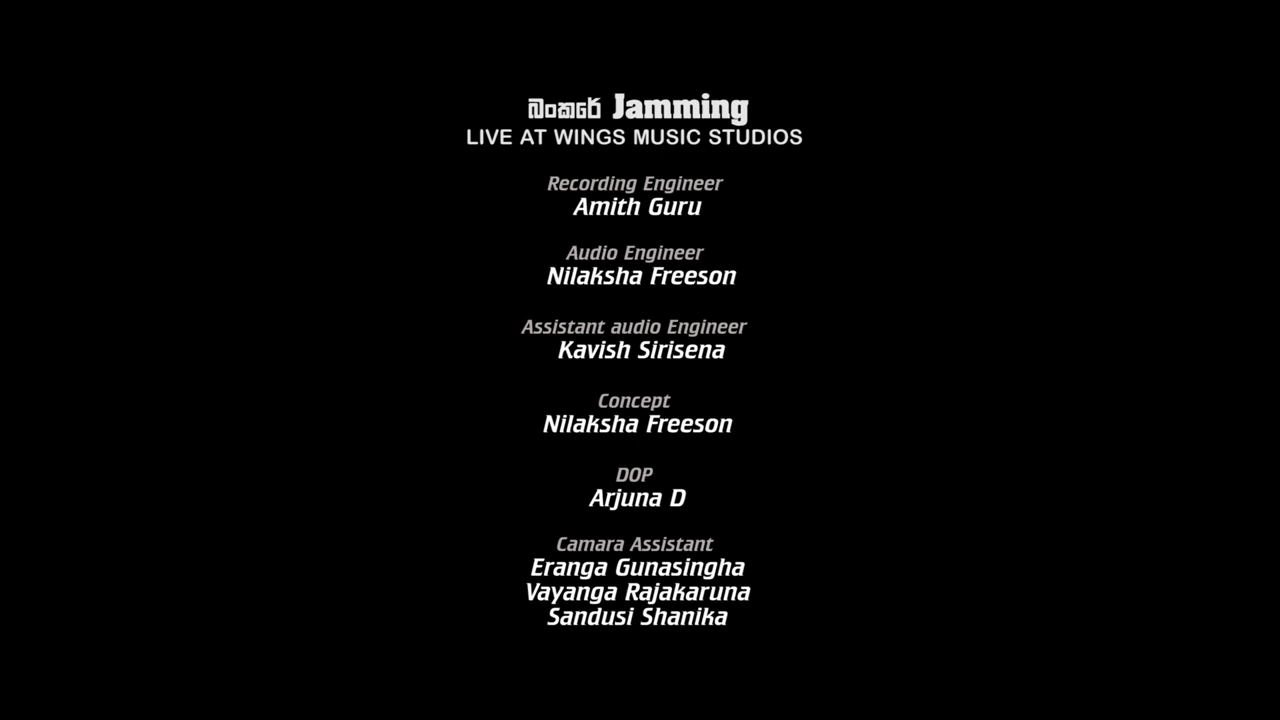 බංකරේ Jamming
LIVE AT WINGS MUSIC STUDIOS
Recording Engineer
Amith Guru
Audio Engineer
Nilaksha Freeson
Assistant audio Engineer
Kavish Sirisena
Concept
Nilaksha Freeson
DOP
Arjuna D
Camara Assistant
Eranga Gunasingha
Vayanga Rajakaruna
Sandusi Shanika